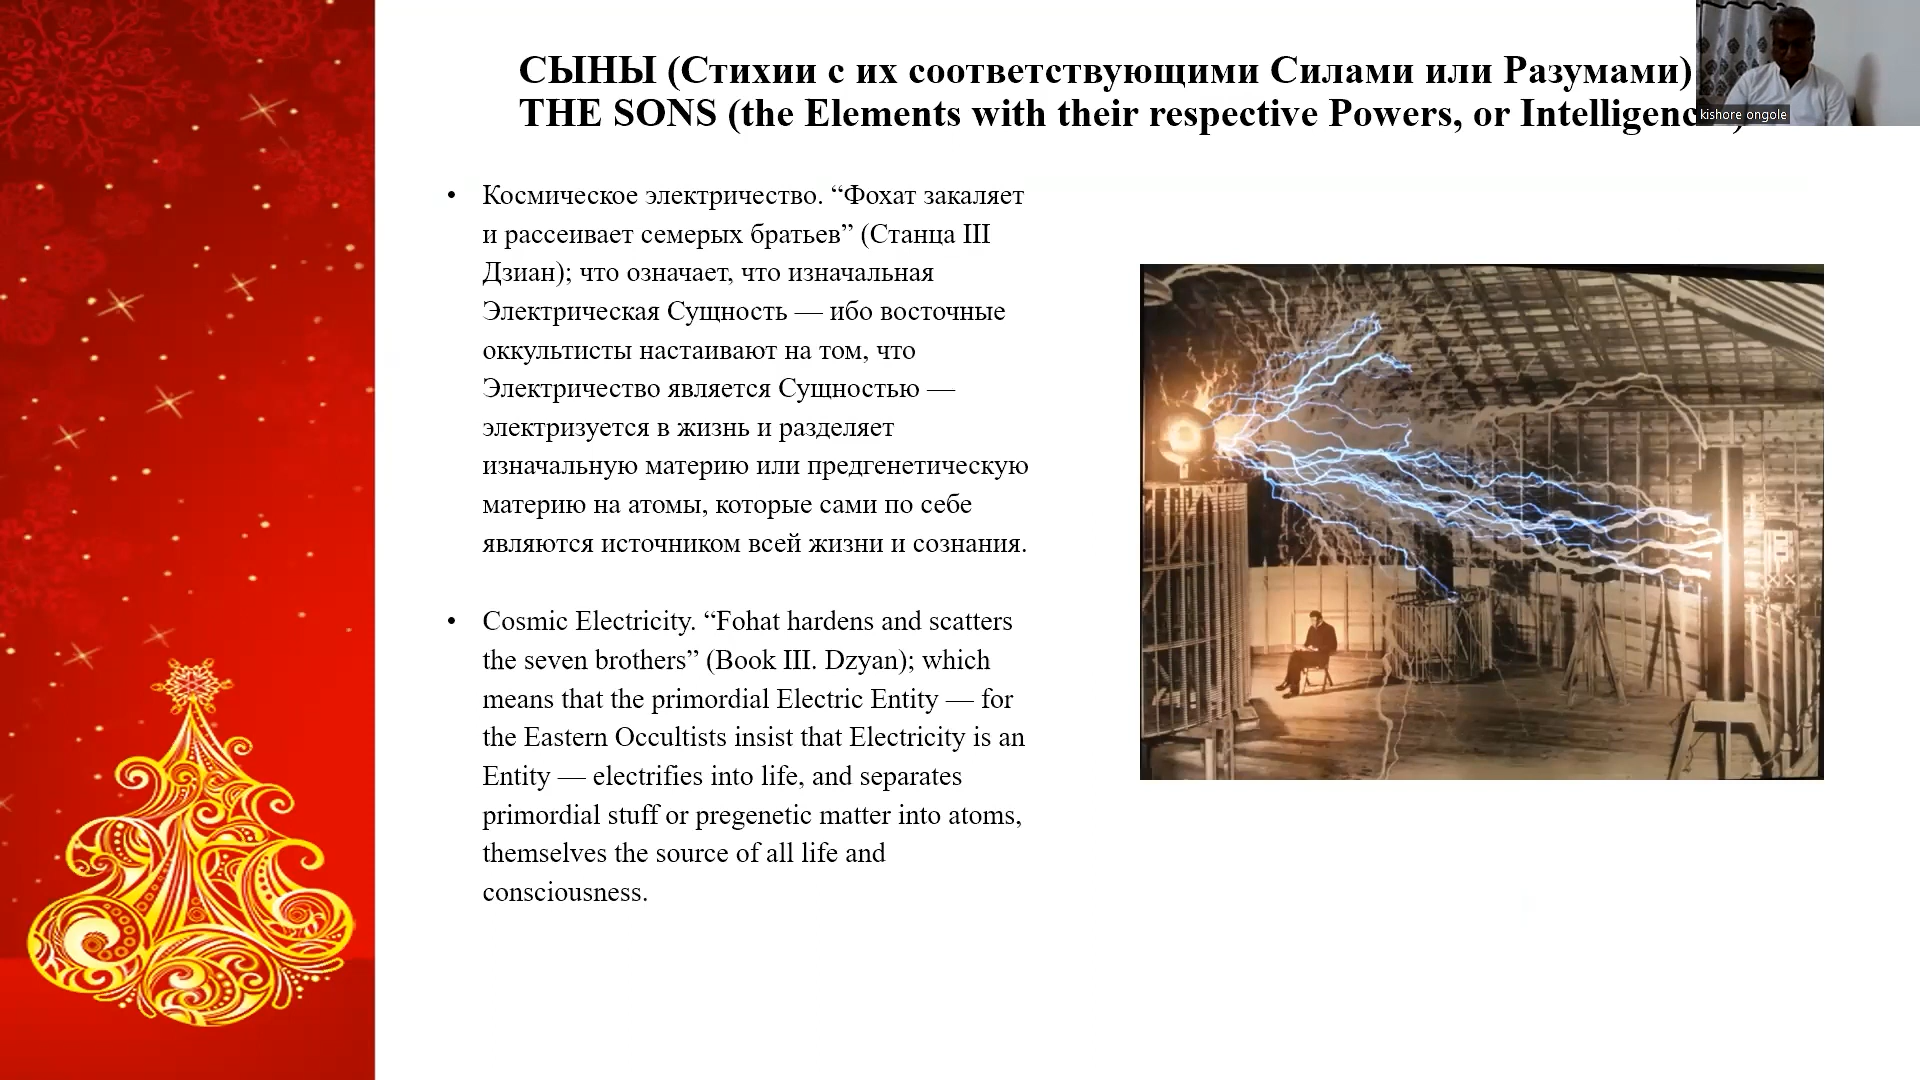 СЫНЫ (Стихии с их соответствующими Силами или Разумами)
THE SONS (the Elements with their respective Powers, or
kishore ongole
• Космическое электричество. “Фохат закаляет
и рассеивает семерых братьев” (Станца III
Дзиан); что означает, что изначальная
Электрическая Сущность — ибо восточные
оккультисты настаивают на том, что
Электричество является Сущностью —
электризуется в жизнь и разделяет
изначальную материю или предгенетическую
материю на атомы, которые сами по себе
являются источником всей жизни и сознания.
• Cosmic Electricity. “Fohat hardens and scatters
the seven brothers” (Book III. Dzyan); which
means that the primordial Electric Entity — for
the Eastern Occultists insist that Electricity is an
Entity — electrifies into life, and separates
primordial stuff or pregenetic matter into atoms,
themselves the source of all life and
consciousness.